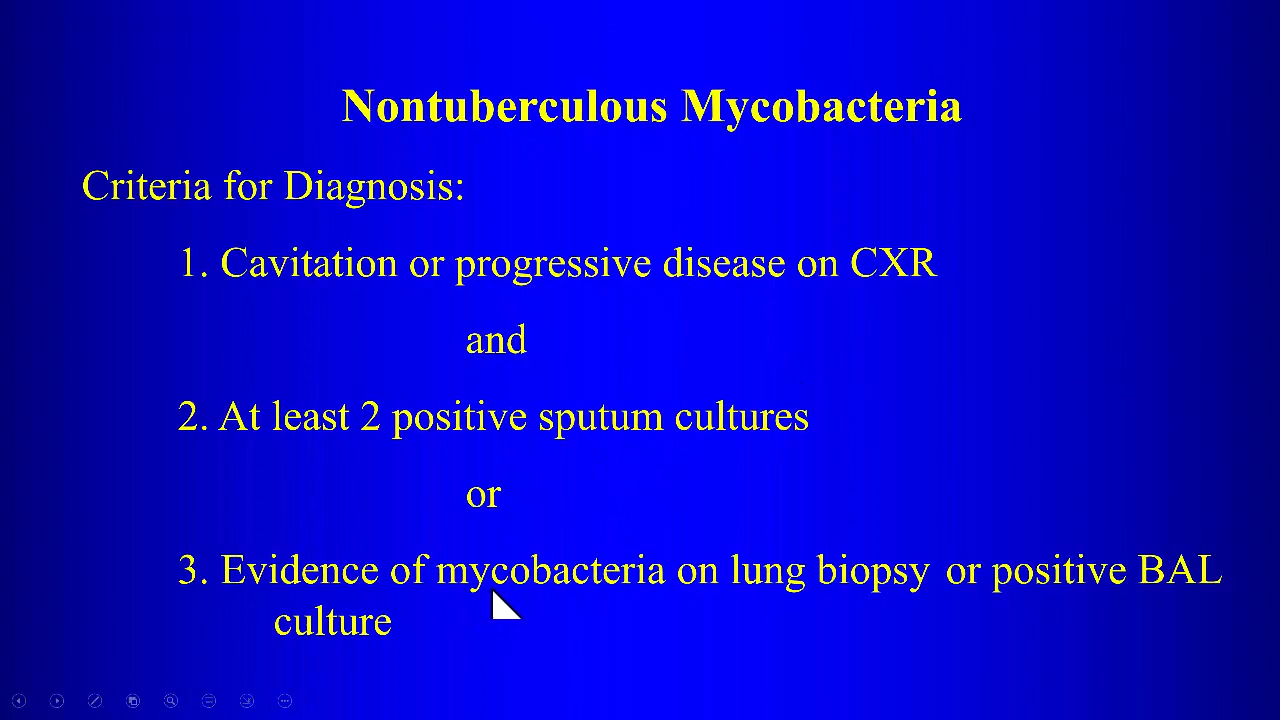 Nontuberculous Mycobacteria
Criteria for Diagnosis:
1. Cavitation or progressive disease on CXR
and
2. At least 2 positive sputum cultures
or
3. Evidence of mycobacteria on lung biopsy or positive BAL
culture